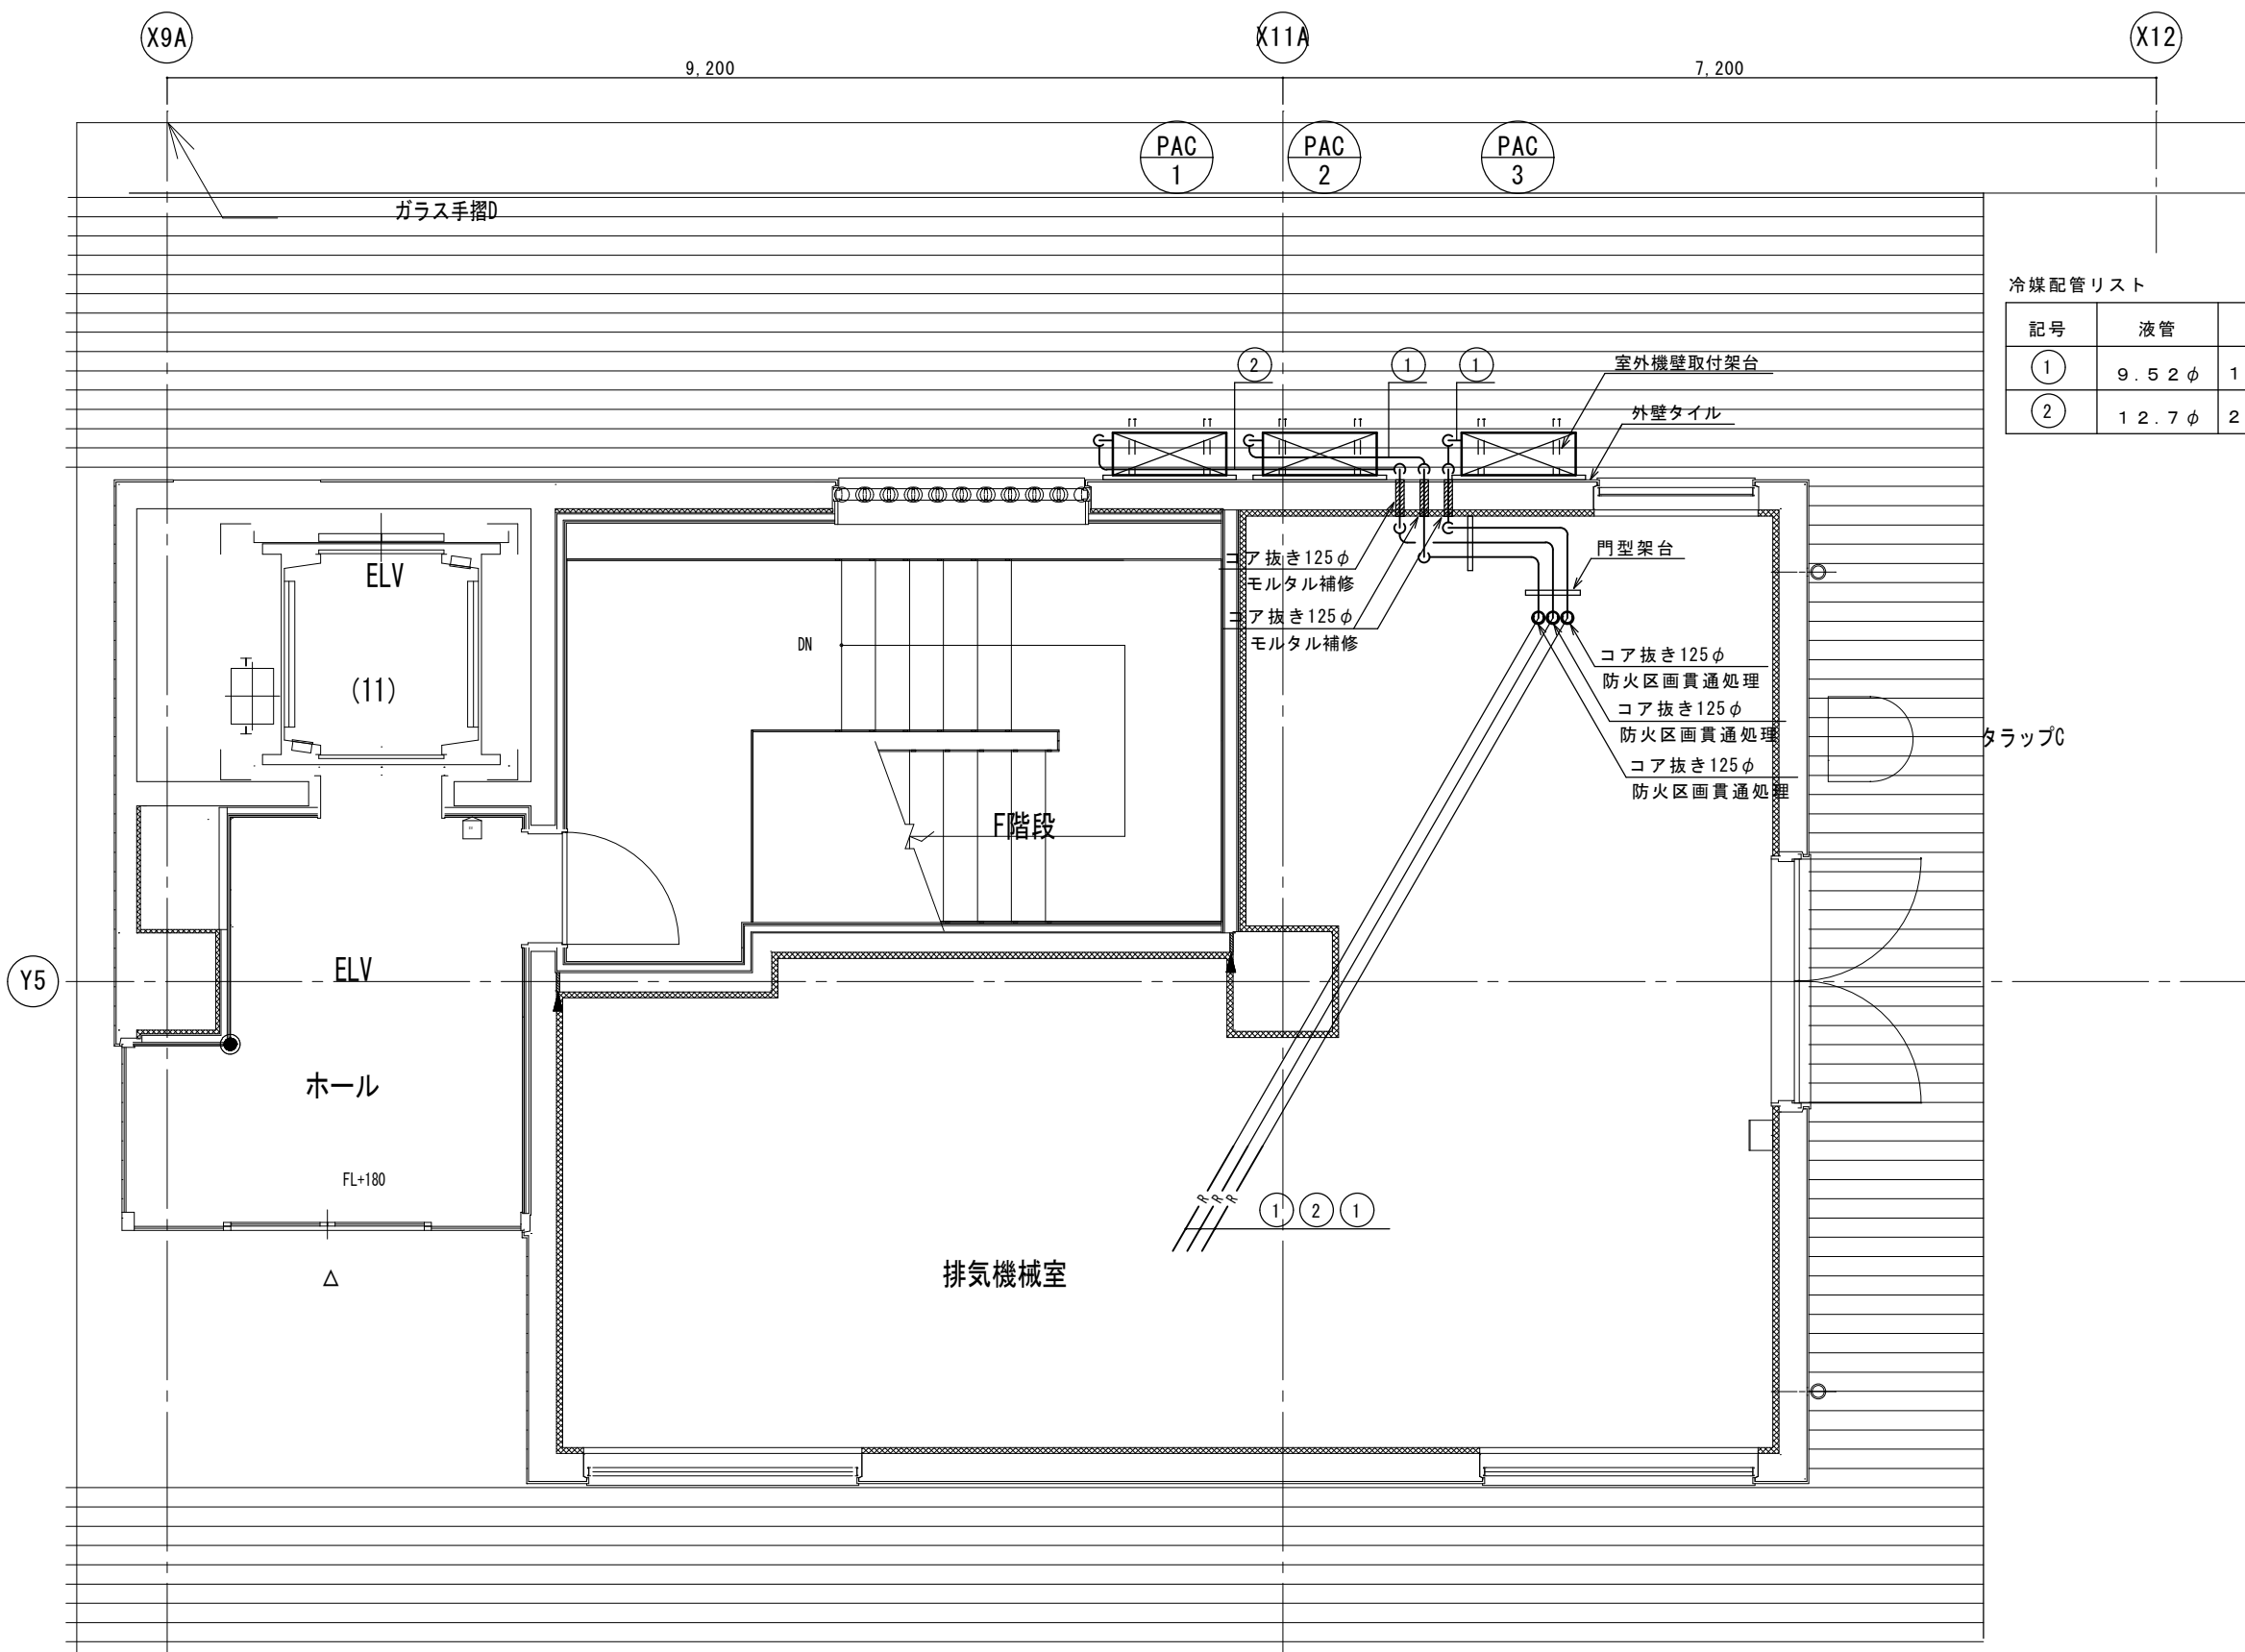 X9A
X11A
X12
9,200
7,200
PAC
1
PAC
2
PAC
3
ガラス手摺D
冷媒配管リスト
記号 液管
① 9.52φ 1
② 12.7φ 2
② ① ①
室外機壁取付架台
外壁タイル
コア抜き125φ
モルタル補修
コア抜き125φ
モルタル補修
門型架台
ELV
(11)
DN
コア抜き125φ
防火区画貫通処理
コア抜き125φ
防火区画貫通処理
コア抜き125φ
防火区画貫通処理
タラップC
F階段
Y5
ELV
ホール
FL+180
R R R
① ② ①
排気機械室